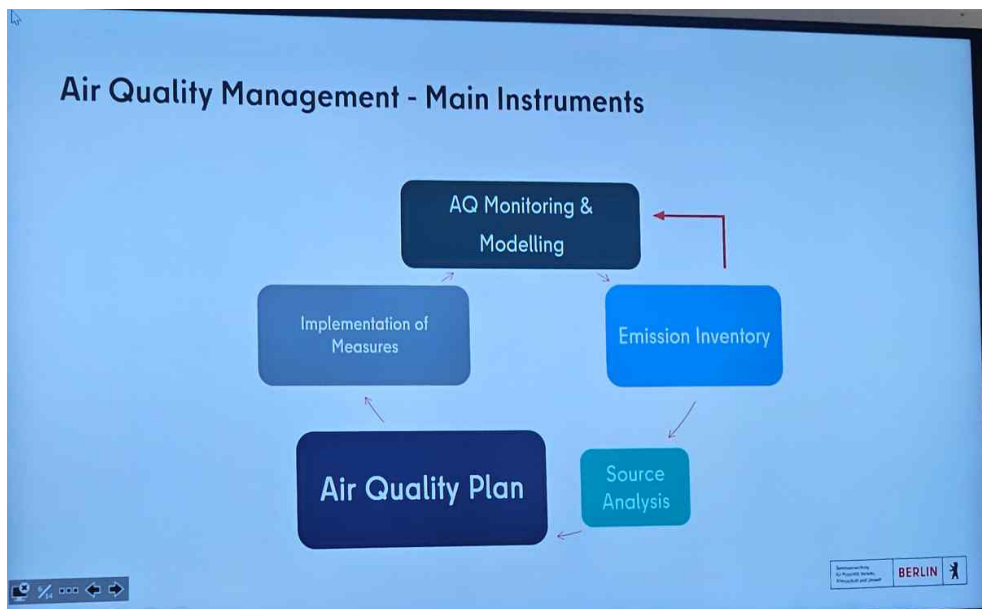 Air Quality Management - Main Instruments
AQ Monitoring &
Modelling
Implementation of
Measures
Emission Inventory
Air Quality Plan
Source
Analysis
BERLIN